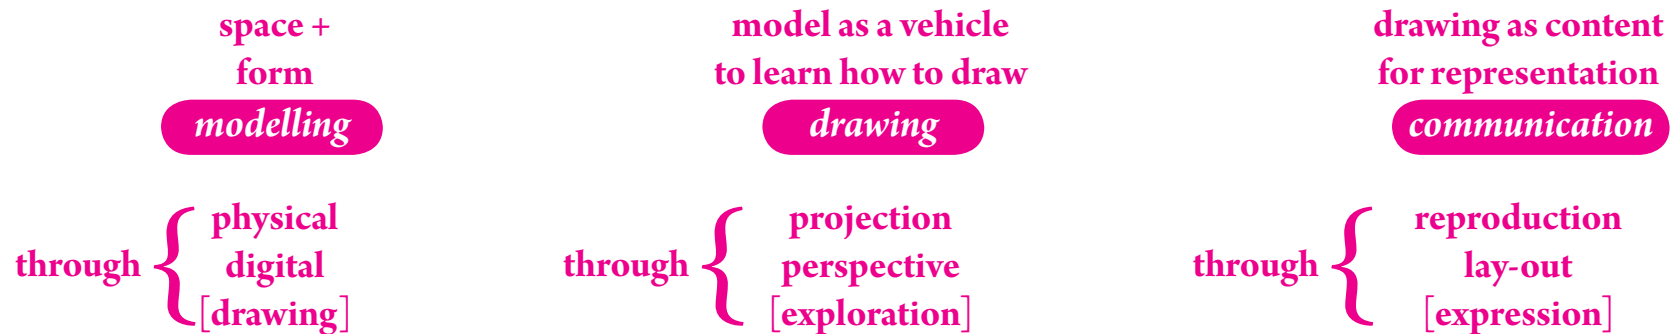 space +
form
modelling
through { physical
digital
[drawing]
model as a vehicle
to learn how to draw
drawing
through { projection
perspective
[exploration]
drawing as content
for representation
communication
through { reproduction
lay-out
[expression]